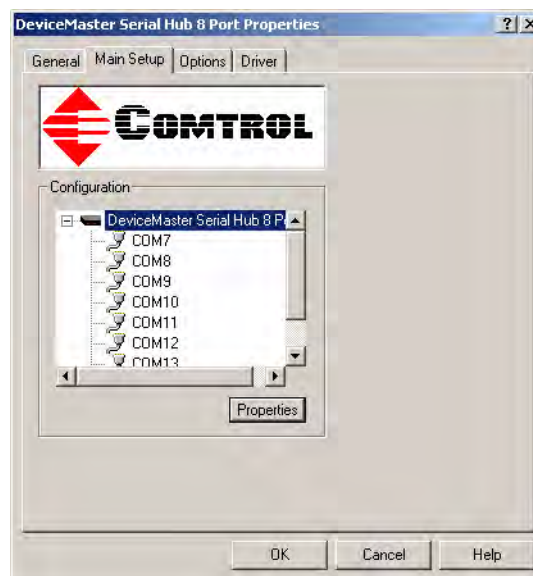 DeviceMaster Serial Hub 8 Port Properties
General Main Setup Options Driver
COMTROL
Configuration
DeviceMaster Serial Hub 8 P
COM7
COM8
COM9
COM10
COM11
COM12
COM13
Properties
OK Cancel Help